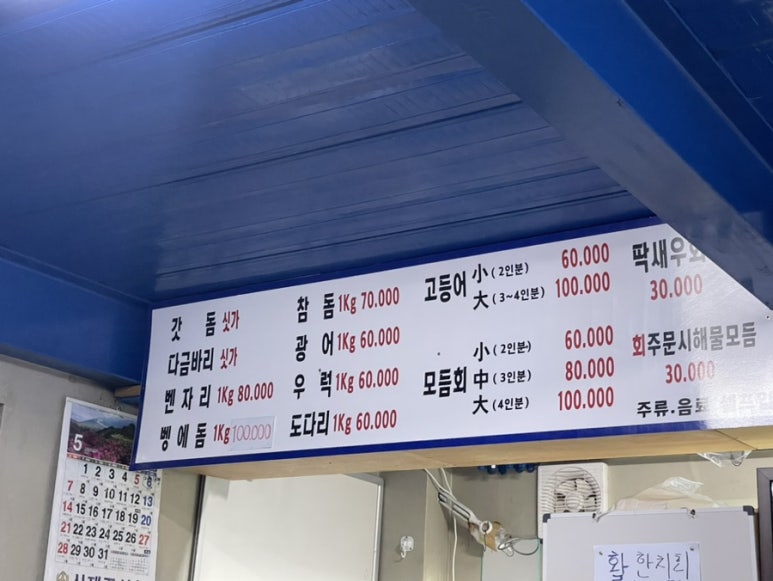 갓 돔 싯가
다금바리 싯가
벤자리 1Kg 80.000
벵에돔 1Kg 100.000
참 돔 1Kg 70.000
광 어 1Kg 60.000
우 럭 1Kg 60.000
도다리 1Kg 60.000
고등어 小 (2인분) 60.000
大 (3~4인분) 100.000
모듬회 小 (2인분) 60.000
中 (3인분) 80.000
大 (4인분) 100.000
딱새우회
30.000
회주문시해물모듬
30.000
주류.음료
5
1 2 3 4 5 6
7 8 9 10 11 12 13
14 15 16 17 18 19 20
21 22 23 24 25 26 27
28 29 30 31
활 한치회